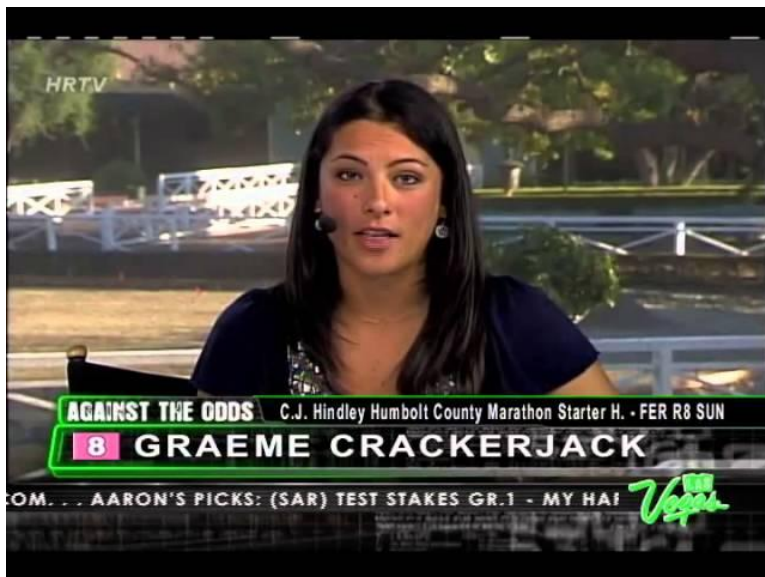 HRTV
AGAINST THE ODDS C.J. Hindley Humbolt County Marathon Starter H. - FER R8 SUN
8 GRAEME CRACKERJACK
COM. . . AARON'S PICKS: (SAR) TEST STAKES GR.1 - MY HAI
Vegas